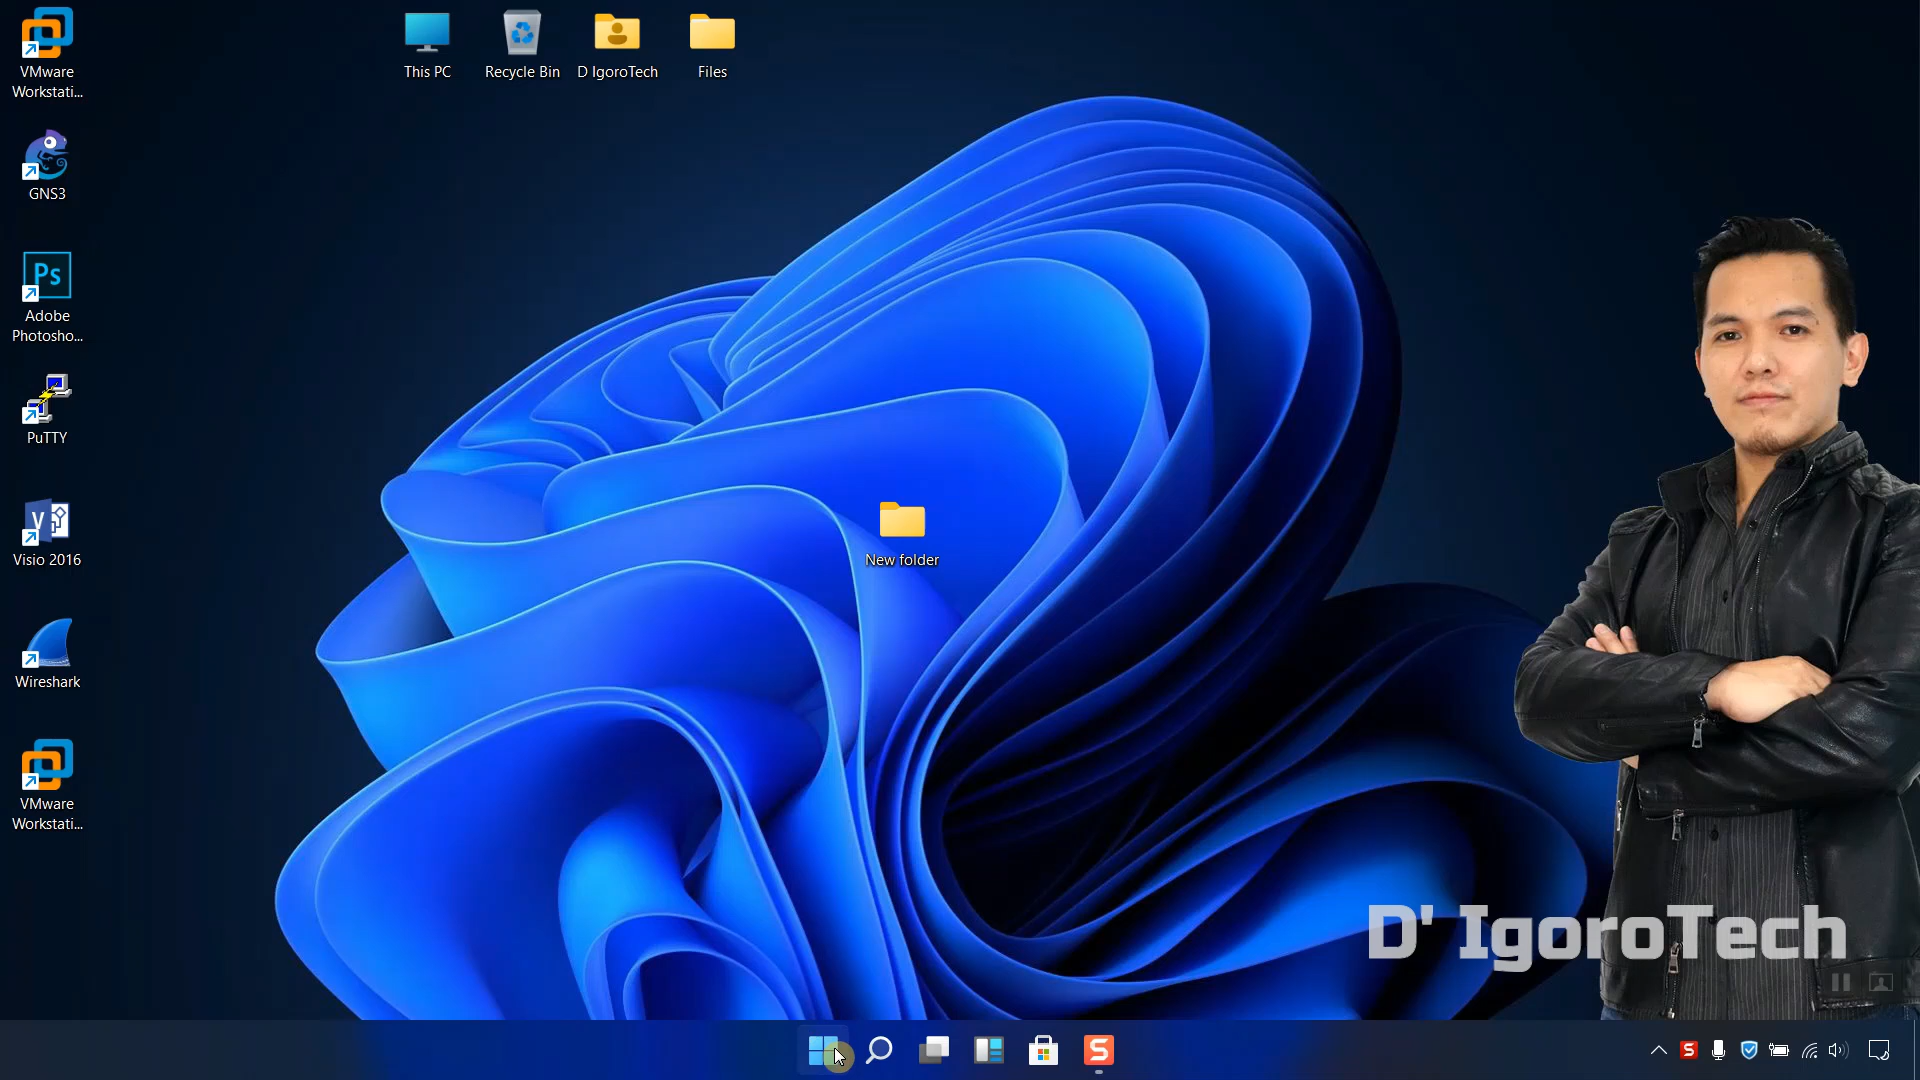 This PC
Recycle Bin
D IgoroTech
Files
VMware
Workstati...
GNS3
Ps
Adobe
Photosho...
PuTTY
V
Visio 2016
Wireshark
VMware
Workstati...
New folder
D' IgoroTech
S
S